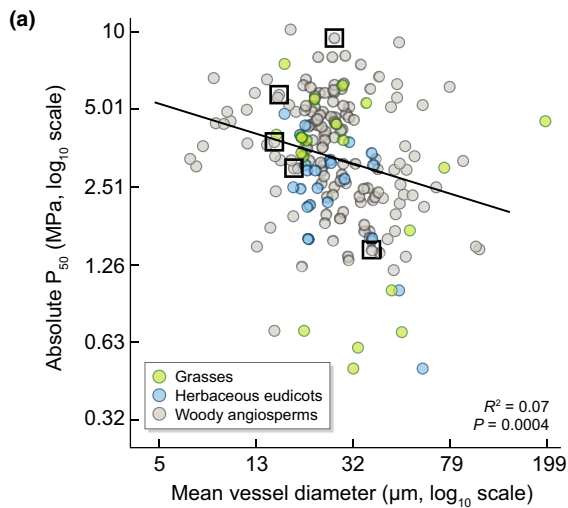 (a)
10
5.01
2.51
1.26
0.63
0.32
Absolute P50 (MPa, log10 scale)
Grasses
Herbaceous eudicots
Woody angiosperms
R2 = 0.07
P = 0.0004
5 13 32 79 199
Mean vessel diameter (μm, log10 scale)